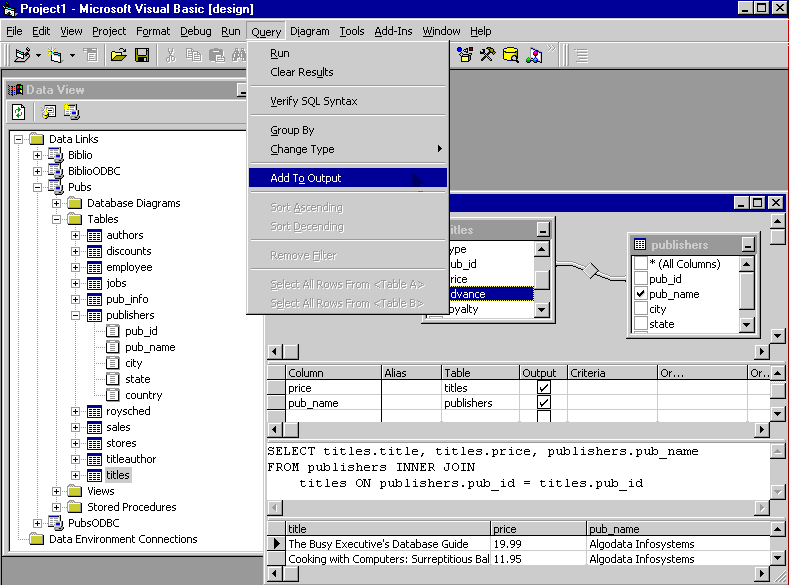 Project1 - Microsoft Visual Basic [design]
File Edit View Project Format Debug Run Query Diagram Tools Add-Ins Window Help
Run
Clear Results
Verify SQL Syntax
Group By
Change Type
Add To Output
Sort Ascending
Sort Decending
Remove Filter
Select All Rows From <Table A>
Select All Rows From <Table B>
Data View
Data Links
Biblio
BiblioODBC
Pubs
Database Diagrams
Tables
authors
discounts
employee
jobs
pub_info
publishers
pub_id
pub_name
city
state
country
roysched
sales
stores
titleauthor
titles
Views
Stored Procedures
PubsODBC
Data Environment Connections
titles
ype
ub_id
rice
dvance
oyalty
publishers
* (All Columns)
pub_id
pub_name
city
state
Column Alias Table Output Criteria Or... Or...
price titles
pub_name publishers
SELECT titles.title, titles.price, publishers.pub_name
FROM publishers INNER JOIN
titles ON publishers.pub_id = titles.pub_id
title price pub_name
The Busy Executive's Database Guide 19.99 Algodata Infosystems
Cooking with Computers: Surreptitious Bal 11.95 Algodata Infosystems